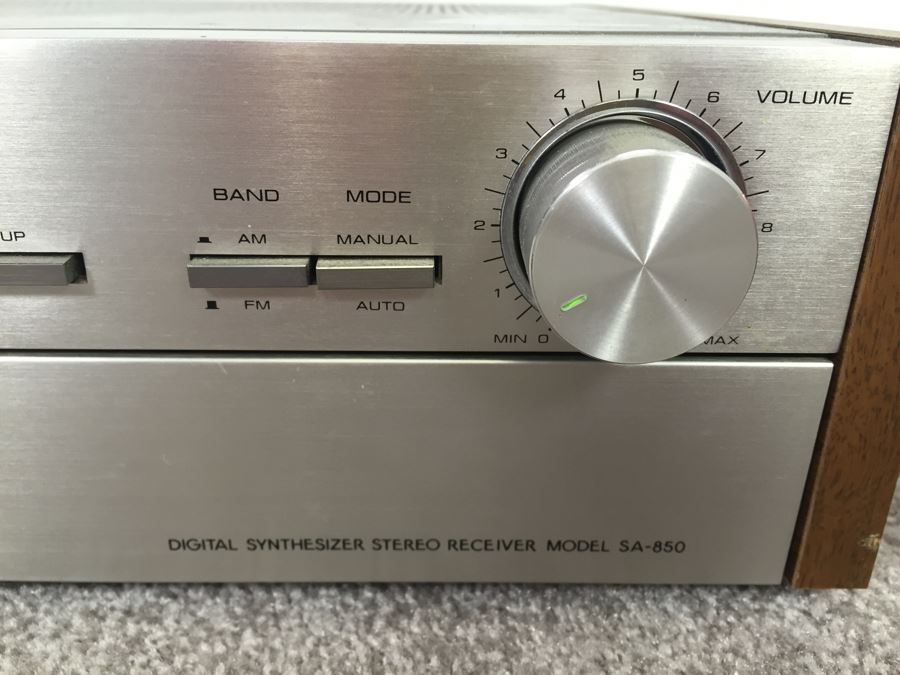 5
4 6 VOLUME
3 7
BAND MODE
2 8
UP AM MANUAL
1
FM AUTO
MIN 0 MAX
DIGITAL SYNTHESIZER STEREO RECEIVER MODEL SA-850